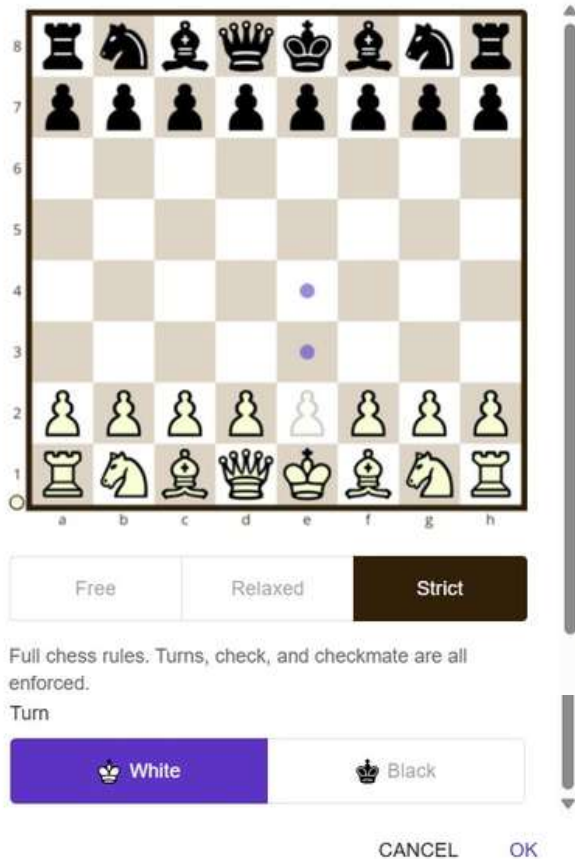 8
7
6
5
4
3
2
1
a b c d e f g h
Free Relaxed Strict
Full chess rules. Turns, check, and checkmate are all
enforced.
Turn
White Black
CANCEL OK